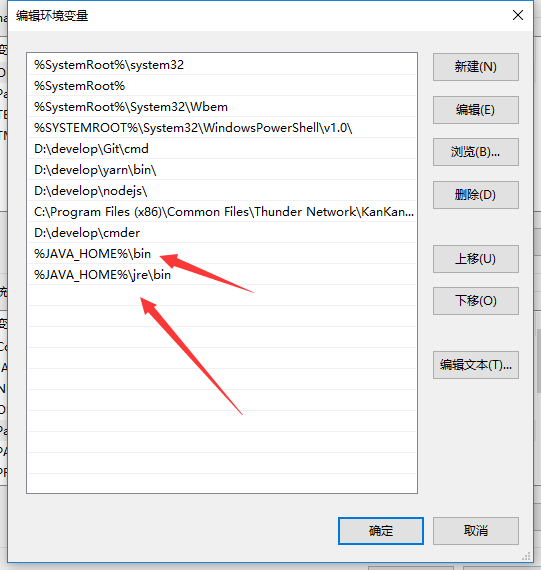 编辑环境变量
%SystemRoot%\system32
%SystemRoot%
%SystemRoot%\System32\Wbem
%SYSTEMROOT%\System32\WindowsPowerShell\v1.0\
D:\develop\Git\cmd
D:\develop\yarn\bin\
D:\develop\nodejs\
C:\Program Files (x86)\Common Files\Thunder Network\KanKan...
D:\develop\cmder
%JAVA_HOME%\bin
%JAVA_HOME%\jre\bin
新建(N)
编辑(E)
浏览(B)...
删除(D)
上移(U)
下移(O)
编辑文本(T)...
确定
取消